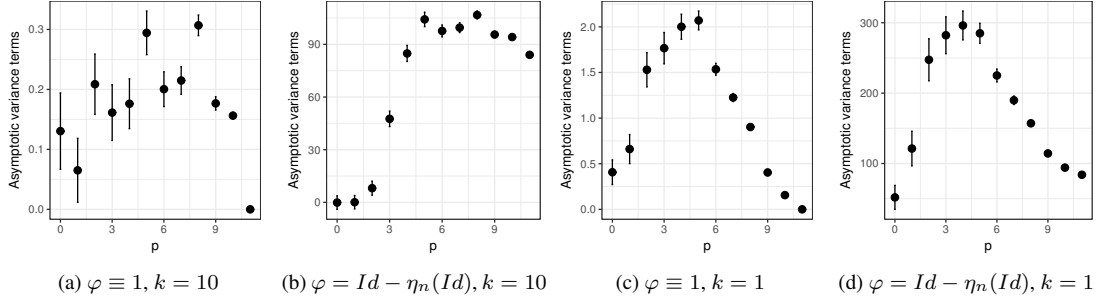 Asymptotic variance terms
0.3
0.2
0.1
0.0
0 3 6 9
p
(a) φ ≡ 1, k = 10
Asymptotic variance terms
90
60
30
0
0 3 6 9
p
(b) φ = Id − ηn(Id), k = 10
Asymptotic variance terms
2.0
1.5
1.0
0.5
0.0
0 3 6 9
p
(c) φ ≡ 1, k = 1
Asymptotic variance terms
300
200
100
0 3 6 9
p
(d) φ = Id − ηn(Id), k = 1